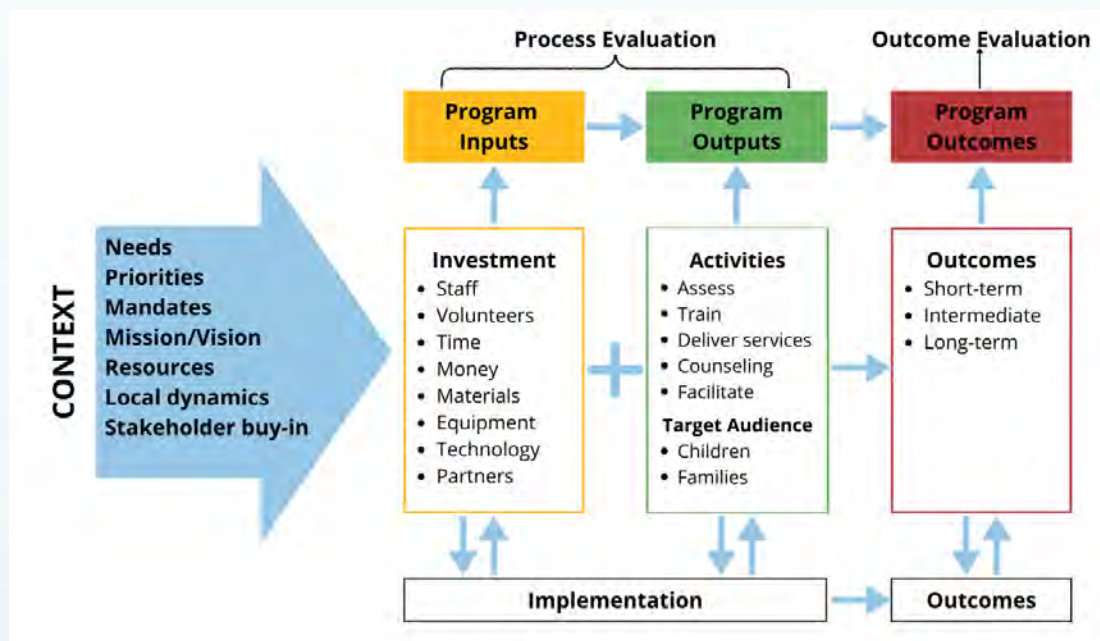 Process Evaluation
Outcome Evaluation
Program
Inputs
Program
Outputs
Program
Outcomes
CONTEXT
Needs
Priorities
Mandates
Mission/Vision
Resources
Local dynamics
Stakeholder buy-in
Investment
• Staff
• Volunteers
• Time
• Money
• Materials
• Equipment
• Technology
• Partners
Activities
• Assess
• Train
• Deliver services
• Counseling
• Facilitate
Target Audience
• Children
• Families
Outcomes
• Short-term
• Intermediate
• Long-term
Implementation
Outcomes